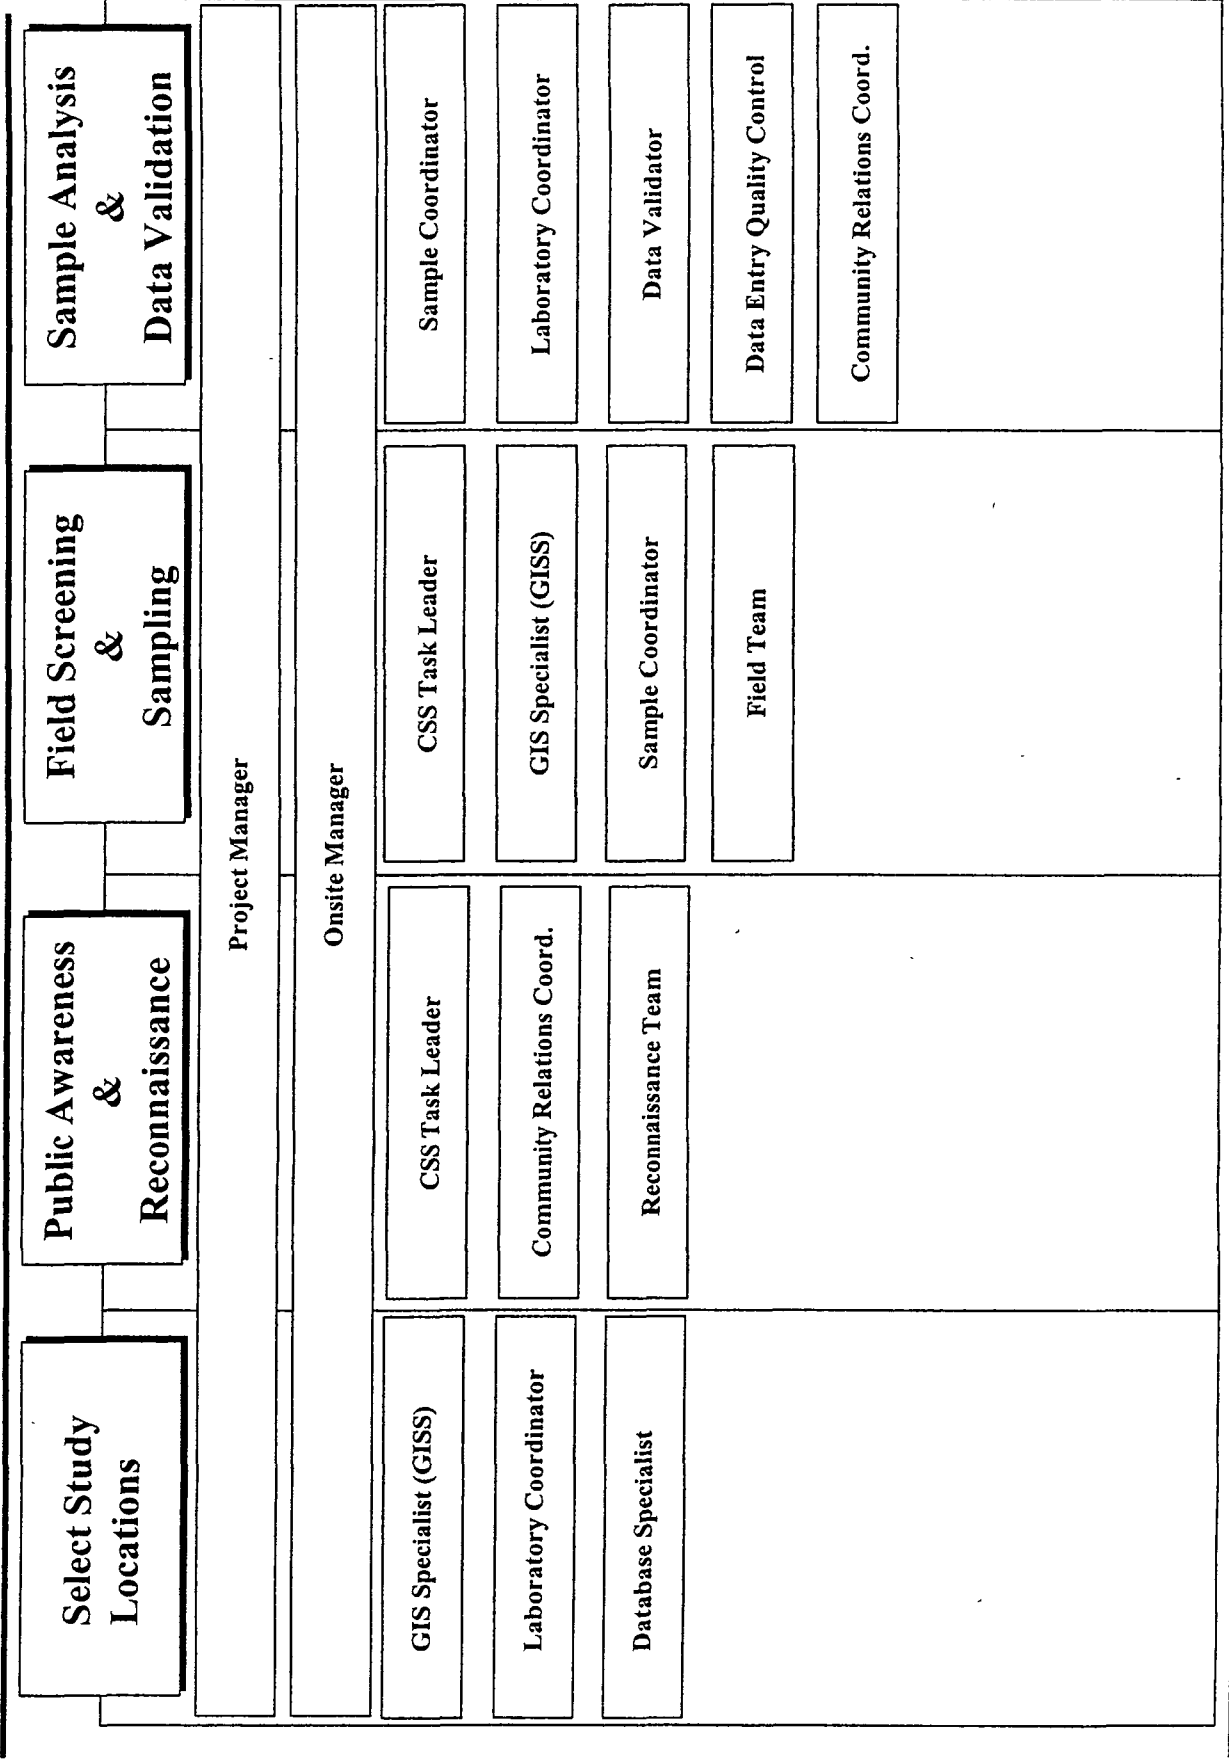 Select Study
Locations
Public Awareness
&
Reconnaissance
Field Screening
&
Sampling
Sample Analysis
&
Data Validation
Project Manager
Onsite Manager
GIS Specialist (GISS)
Laboratory Coordinator
Database Specialist
CSS Task Leader
Community Relations Coord.
Reconnaissance Team
CSS Task Leader
GIS Specialist (GISS)
Sample Coordinator
Field Team
Sample Coordinator
Laboratory Coordinator
Data Validator
Data Entry Quality Control
Community Relations Coord.